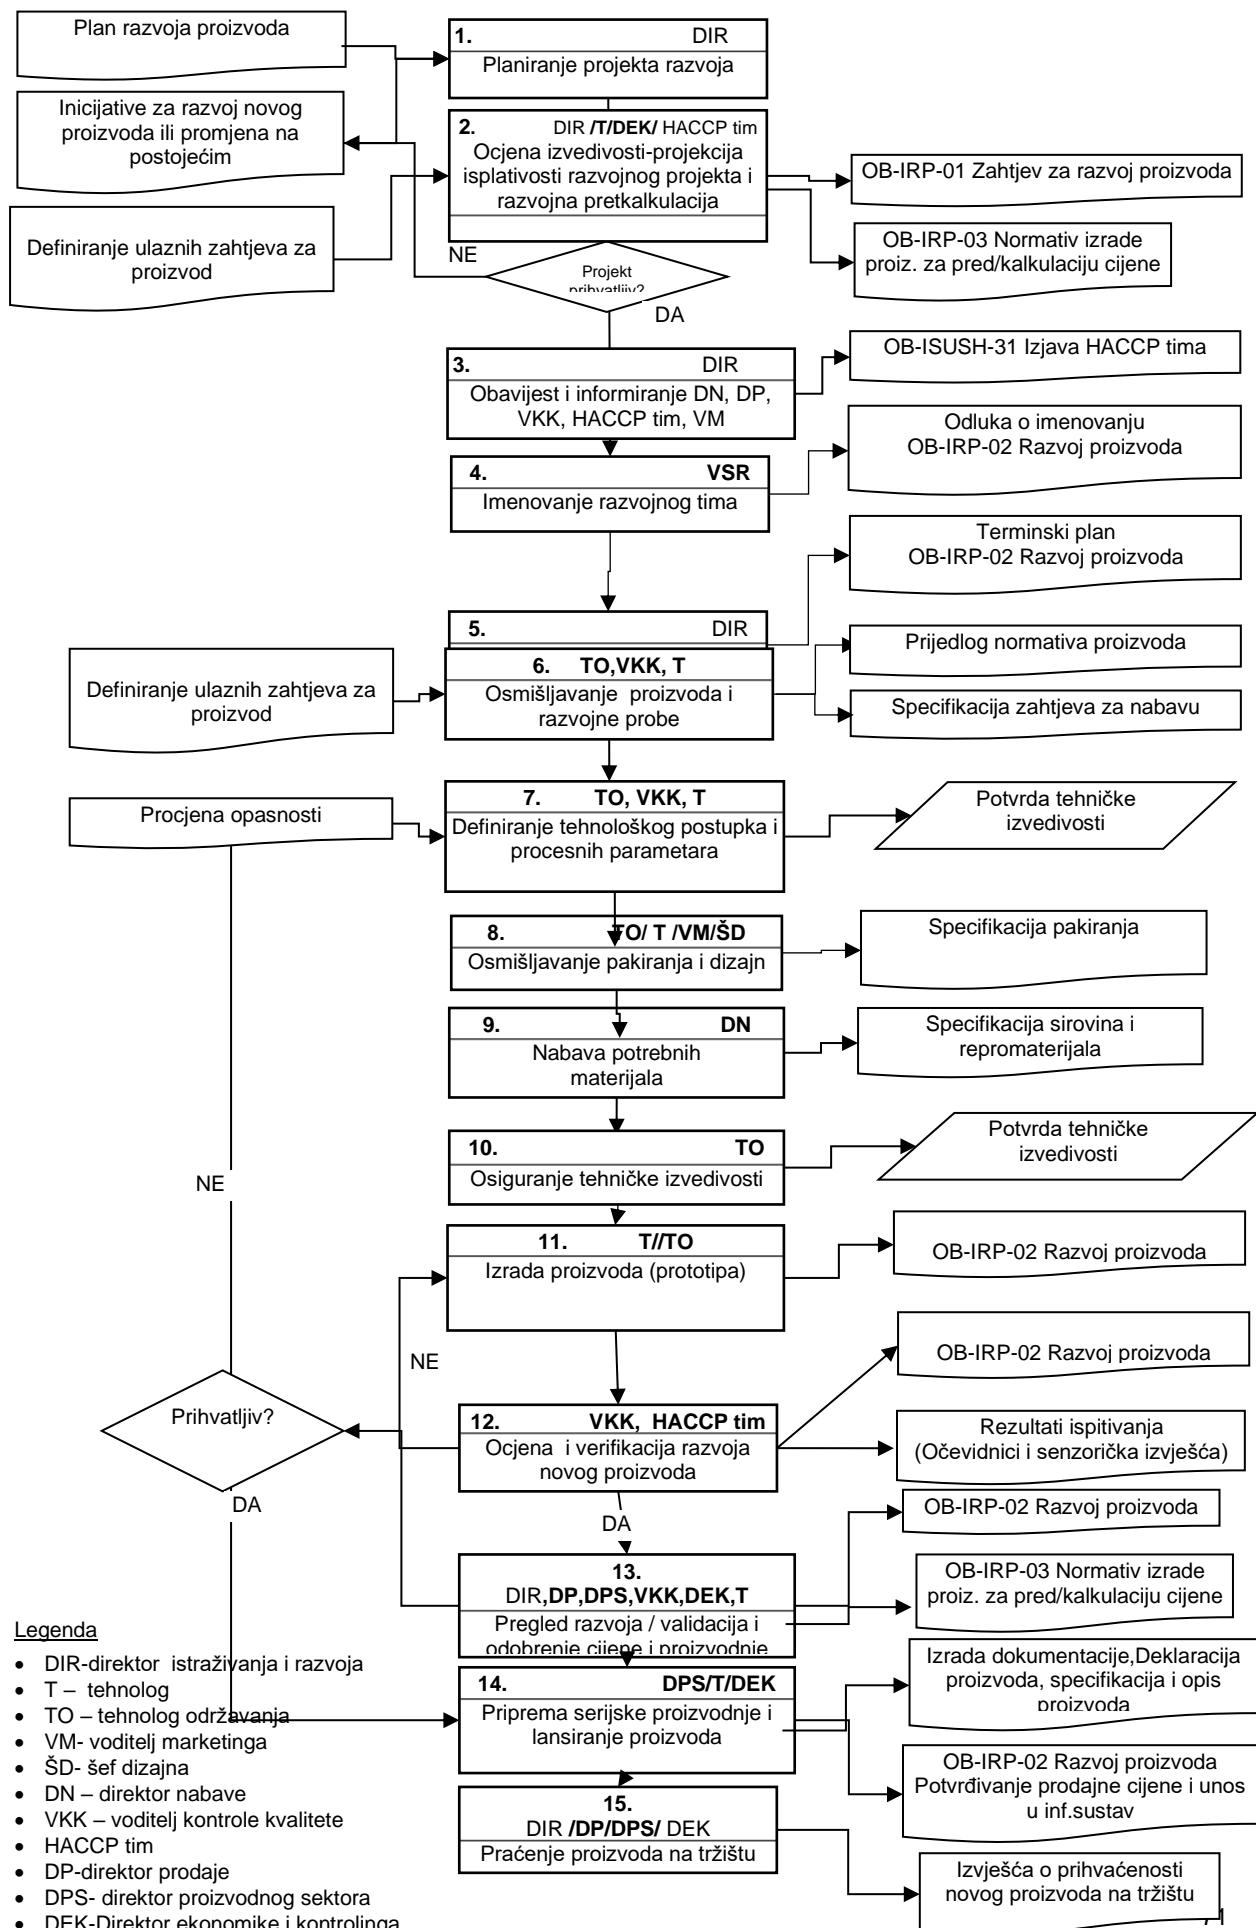 Plan razvoja proizvoda
1. DIR
Planiranje projekta razvoja
Inicijative za razvoj novog
proizvoda ili promjena na
postojećim
2. DIR /T/DEK/ HACCP tim
Ocjena izvedivosti-projekcija
isplativosti razvojnog projekta i
razvojna pretkalkulacija
OB-IRP-01 Zahtjev za razvoj proizvoda
Definiranje ulaznih zahtjeva za
proizvod
OB-IRP-03 Normativ izrade
proiz. za pred/kalkulaciju cijene
NE
Projekt
prihvatljiv?
DA
3. DIR
Obavijest i informiranje DN, DP,
VKK, HACCP tim, VM
OB-ISUSH-31 Izjava HACCP tima
4. VSR
Imenovanje razvojnog tima
Odluka o imenovanju
OB-IRP-02 Razvoj proizvoda
Terminski plan
OB-IRP-02 Razvoj proizvoda
5. DIR
6. TO,VKK, T
Osmišljavanje proizvoda i
razvojne probe
Definiranje ulaznih zahtjeva za
proizvod
Prijedlog normativa proizvoda
Specifikacija zahtjeva za nabavu
7. TO, VKK, T
Definiranje tehnološkog postupka i
procesnih parametara
Procjena opasnosti
Potvrda tehničke
izvedivosti
8. TO/ T /VM/ŠD
Osmišljavanje pakiranja i dizajn
Specifikacija pakiranja
9. DN
Nabava potrebnih
materijala
Specifikacija sirovina i
repromaterijala
10. TO
Osiguranje tehničke izvedivosti
Potvrda tehničke
izvedivosti
NE
11. T//TO
Izrada proizvoda (prototipa)
OB-IRP-02 Razvoj proizvoda
NE
OB-IRP-02 Razvoj proizvoda
Prihvatljiv?
12. VKK, HACCP tim
Ocjena i verifikacija razvoja
novog proizvoda
Rezultati ispitivanja
(Očevidnici i senzorička izvješća)
DA
DA
OB-IRP-02 Razvoj proizvoda
13.
DIR,DP,DPS,VKK,DEK,T
Pregled razvoja / validacija i
odobrenje cijene i proizvodnje
OB-IRP-03 Normativ izrade
proiz. za pred/kalkulaciju cijene
14. DPS/T/DEK
Priprema serijske proizvodnje i
lansiranje proizvoda
Izrada dokumentacije,Deklaracija
proizvoda, specifikacija i opis
proizvoda
OB-IRP-02 Razvoj proizvoda
Potvrđivanje prodajne cijene i unos
u inf.sustav
15.
DIR /DP/DPS/ DEK
Praćenje proizvoda na tržištu
Izvješća o prihvaćenosti
novog proizvoda na tržištu
Legenda
• DIR-direktor istraživanja i razvoja
• T – tehnolog
• TO – tehnolog održavanja
• VM- voditelj marketinga
• ŠD- šef dizajna
• DN – direktor nabave
• VKK – voditelj kontrole kvalitete
• HACCP tim
• DP-direktor prodaje
• DPS- direktor proizvodnog sektora
• DEK-Direktor ekonomike i kontrolinga